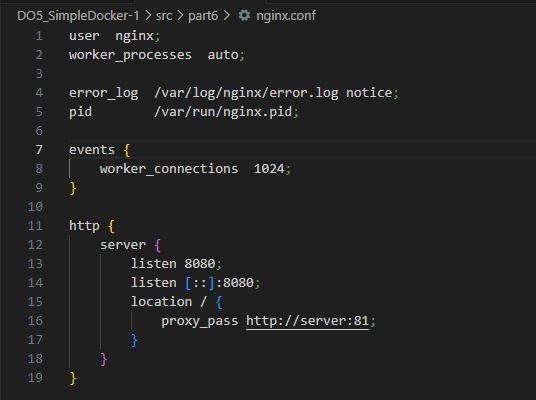 DO5_SimpleDocker-1 > src > part6 > nginx.conf
1 user  nginx;
2 worker_processes  auto;
3
4 error_log  /var/log/nginx/error.log notice;
5 pid        /var/run/nginx.pid;
6
7 events {
8     worker_connections  1024;
9 }
10
11 http {
12     server {
13         listen 8080;
14         listen [::]:8080;
15         location / {
16             proxy_pass http://server:81;
17         }
18     }
19 }